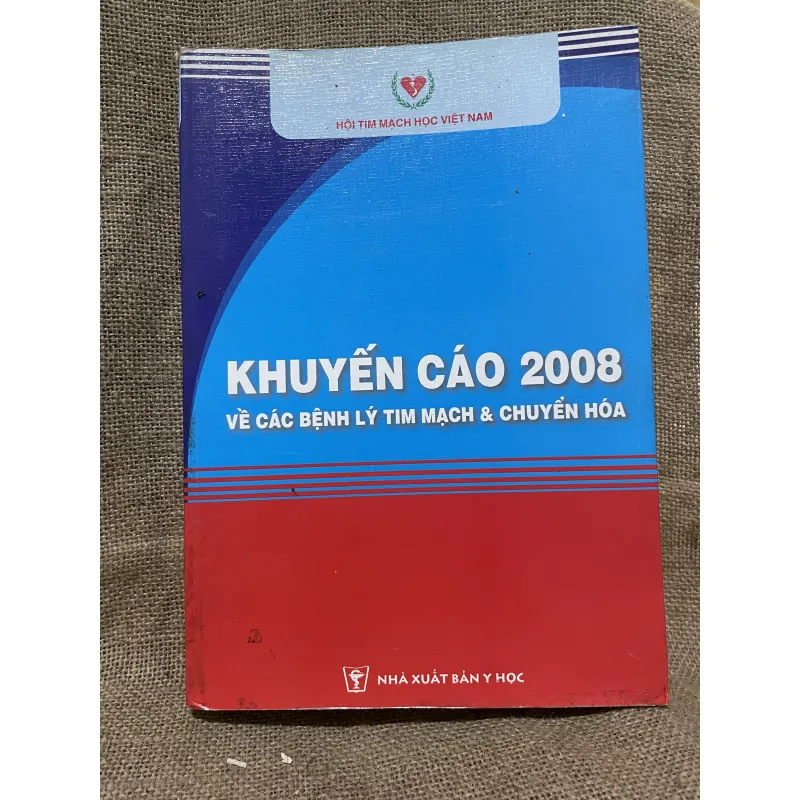 HỘI TIM MẠCH HỌC VIỆT NAM
KHUYẾN CÁO 2008
VỀ CÁC BỆNH LÝ TIM MẠCH & CHUYỂN HÓA
NHÀ XUẤT BẢN Y HỌC